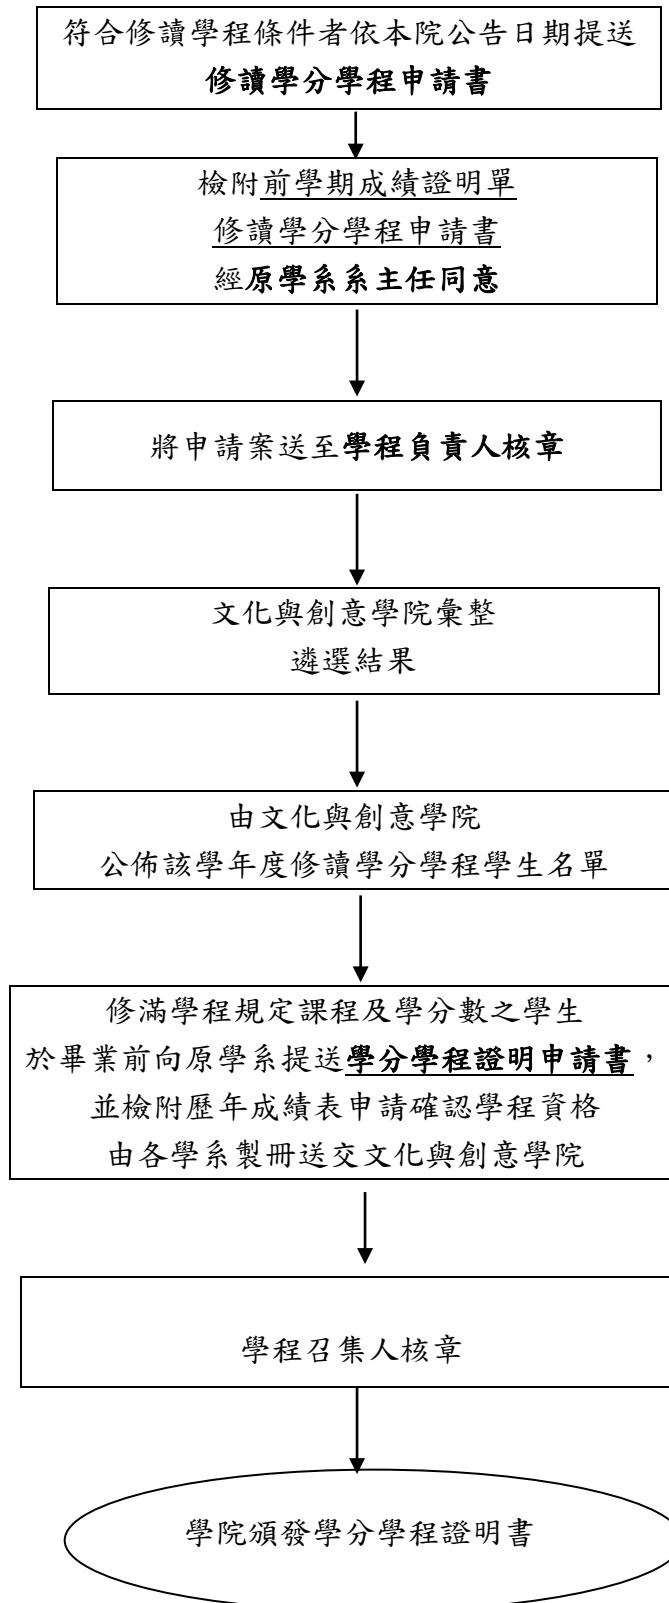 符合修讀學程條件者依本院公告日期提送
修讀學分學程申請書
檢附前學期成績證明單
修讀學分學程申請書
經原學系系主任同意
將申請案送至學程負責人核章
文化與創意學院彙整
遴選結果
由文化與創意學院
公佈該學年度修讀學分學程學生名單
修滿學程規定課程及學分數之學生
於畢業前向原學系提送學分學程證明申請書，
並檢附歷年成績表申請確認學程資格
由各學系製冊送交文化與創意學院
學程召集人核章
學院頒發學分學程證明書